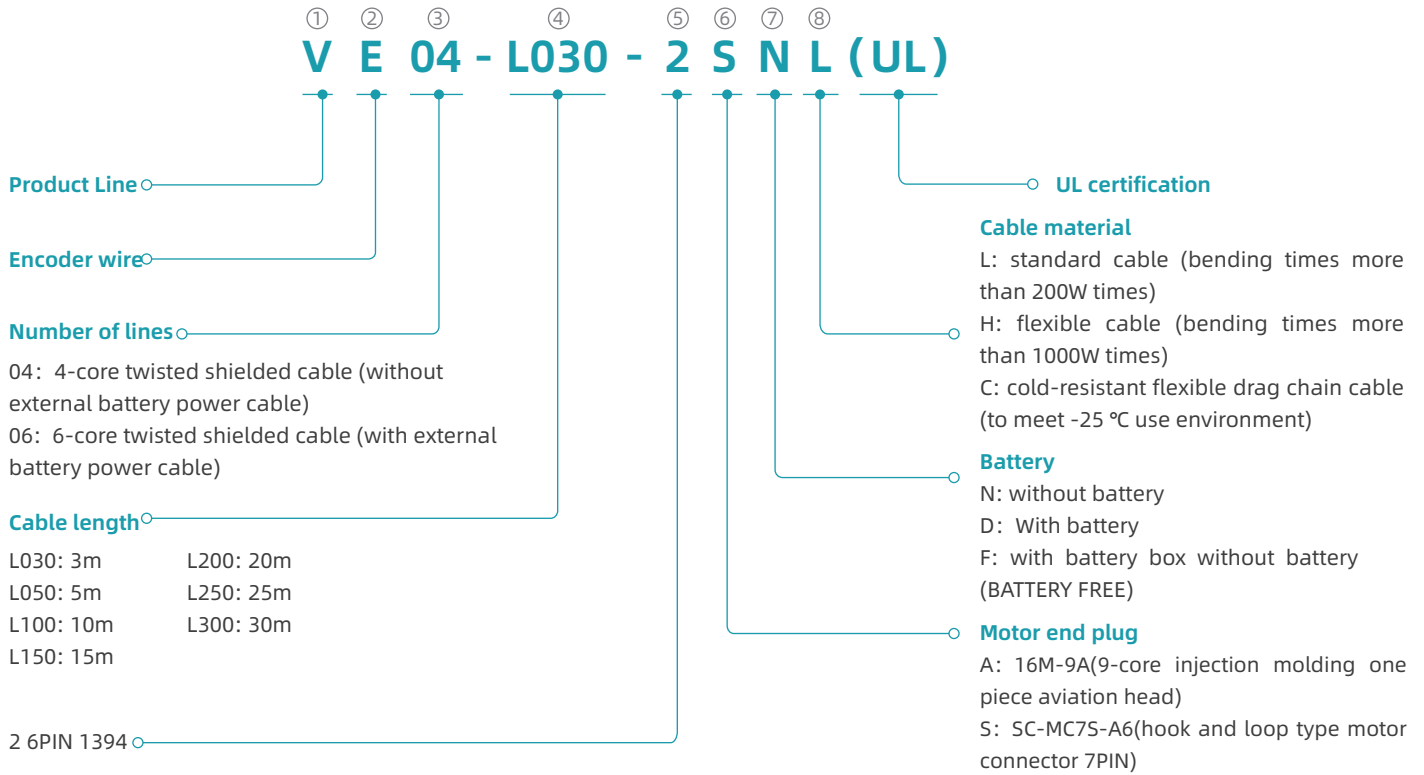 ① ② ③ ④ ⑤ ⑥ ⑦ ⑧
V E 04 - L030 - 2 S N L (UL)
Product Line
Encoder wire
Number of lines
04: 4-core twisted shielded cable (without
external battery power cable)
06: 6-core twisted shielded cable (with external
battery power cable)
Cable length
L030: 3m L200: 20m
L050: 5m L250: 25m
L100: 10m L300: 30m
L150: 15m
2 6PIN 1394
UL certification
Cable material
L: standard cable (bending times more
than 200W times)
H: flexible cable (bending times more
than 1000W times)
C: cold-resistant flexible drag chain cable
(to meet -25 ℃ use environment)
Battery
N: without battery
D: With battery
F: with battery box without battery
(BATTERY FREE)
Motor end plug
A: 16M-9A(9-core injection molding one
piece aviation head)
S: SC-MC7S-A6(hook and loop type motor
connector 7PIN)